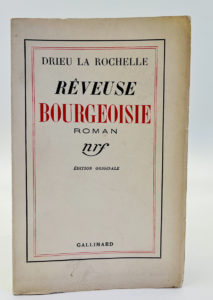 DRIEU LA ROCHELLE
RÊVEUSE
BOURGEOISIE
ROMAN
nrf
ÉDITION ORIGINALE
GALLIMARD